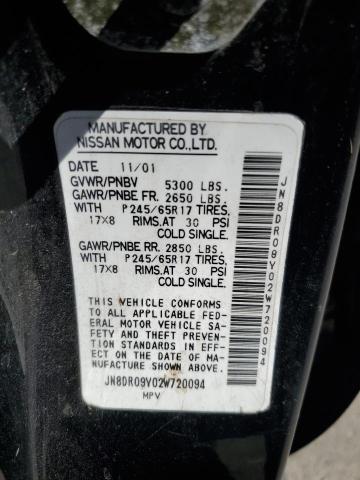 MANUFACTURED BY
NISSAN MOTOR CO., LTD.
DATE 11/01
GVWR/PNBV 5300 LBS.
GAWR/PNBE FR. 2650 LBS.
WITH P245/65R17 TIRES,
17X8 RIMS, AT 30 PSI
COLD SINGLE.
GAWR/PNBE RR. 2850 LBS.
WITH P245/65R17 TIRES,
17X8 RIMS, AT 30 PSI
COLD SINGLE.
THIS VEHICLE CONFORMS
TO ALL APPLICABLE FED-
ERAL MOTOR VEHICLE SA-
FETY AND THEFT PREVEN-
TION STANDARDS IN EFF-
ECT ON THE DATE OF MA-
NUFACTURE SHOWN ABOVE.
JN8DR09Y02W720094
MPV
JN8DR09Y02W720094